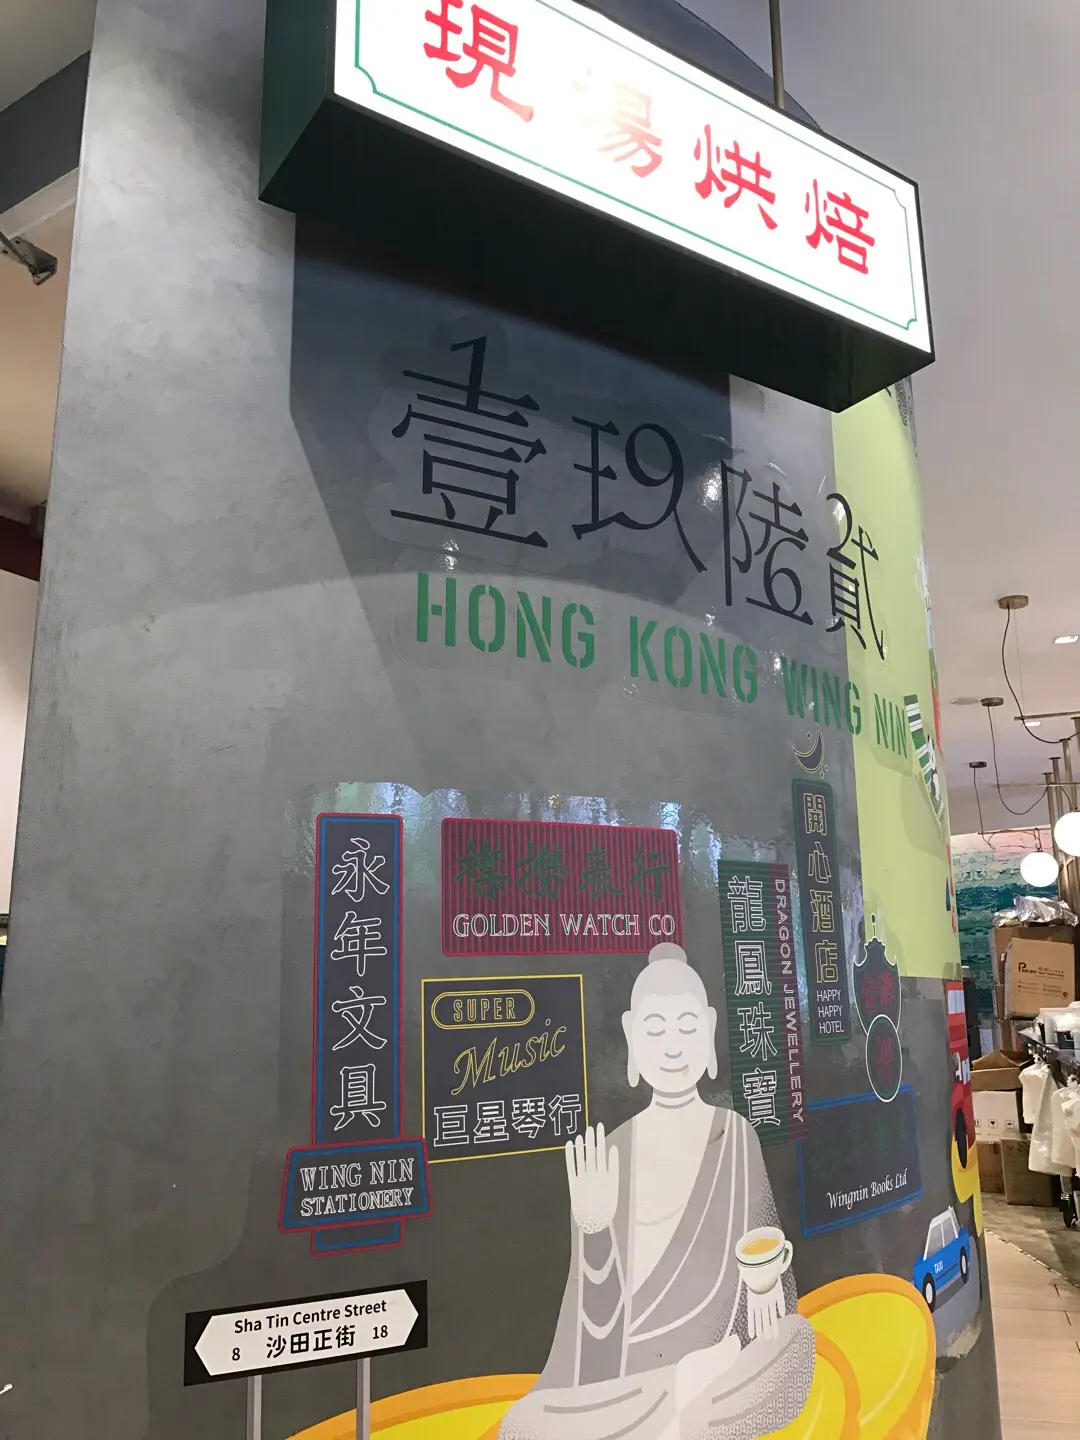 現場烘焙
壹玖陸貳
HONG KONG WING NIN
永年文具
WING NIN
STATIONERY
GOLDEN WATCH CO
SUPER
Music
巨星琴行
龍鳳珠寶
DRAGON JEWELLERY
開心酒店
HAPPY
HAPPY
HOTEL
Wingnin Books Ltd
TAXI
Sha Tin Centre Street
8 沙田正街 18